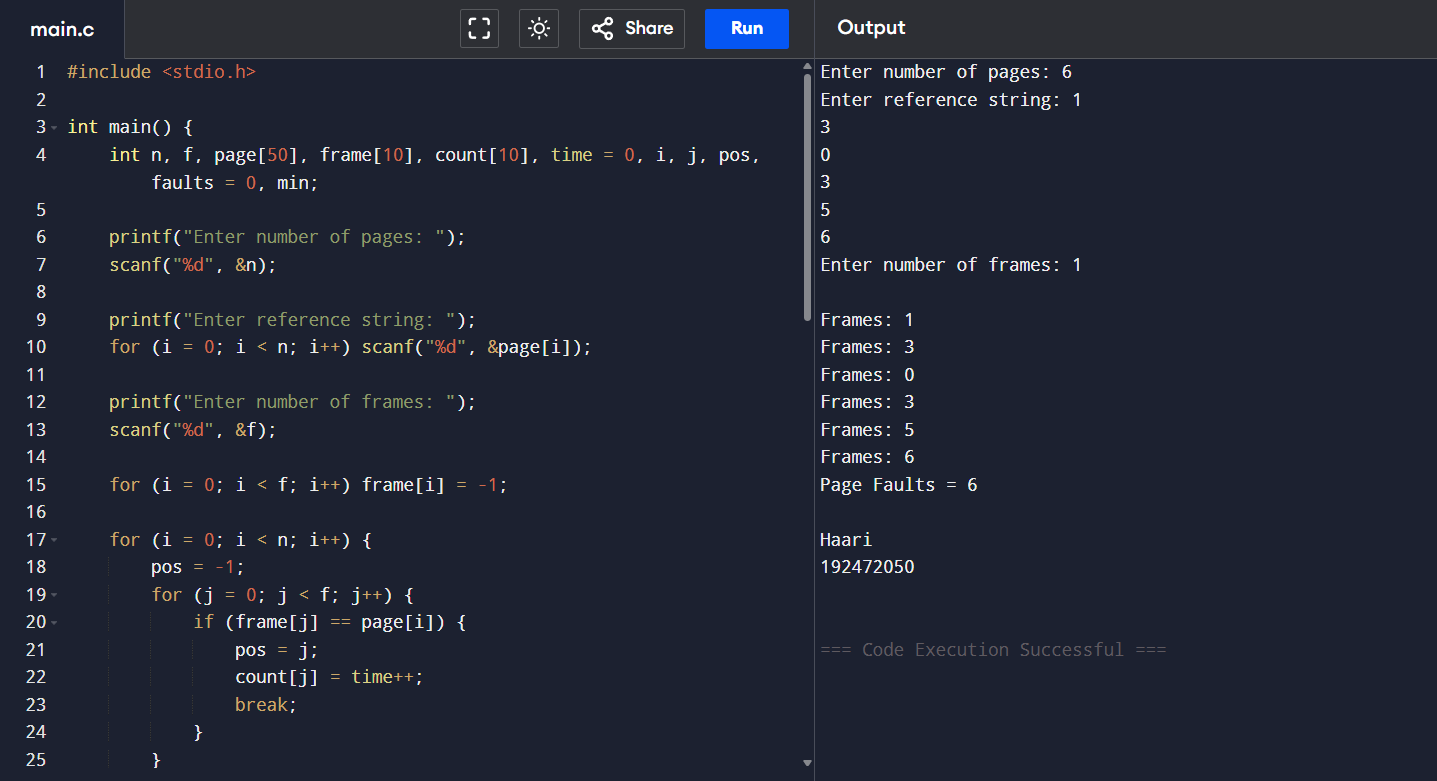 main.c
Share
Run
Output
1 #include <stdio.h>
2
3 int main() {
4     int n, f, page[50], frame[10], count[10], time = 0, i, j, pos,
        faults = 0, min;
5
6     printf("Enter number of pages: ");
7     scanf("%d", &n);
8
9     printf("Enter reference string: ");
10     for (i = 0; i < n; i++) scanf("%d", &page[i]);
11
12     printf("Enter number of frames: ");
13     scanf("%d", &f);
14
15     for (i = 0; i < f; i++) frame[i] = -1;
16
17     for (i = 0; i < n; i++) {
18         pos = -1;
19         for (j = 0; j < f; j++) {
20             if (frame[j] == page[i]) {
21                 pos = j;
22                 count[j] = time++;
23                 break;
24             }
25         }
Enter number of pages: 6
Enter reference string: 1
3
0
3
5
6
Enter number of frames: 1
Frames: 1
Frames: 3
Frames: 0
Frames: 3
Frames: 5
Frames: 6
Page Faults = 6
Haari
192472050
=== Code Execution Successful ===